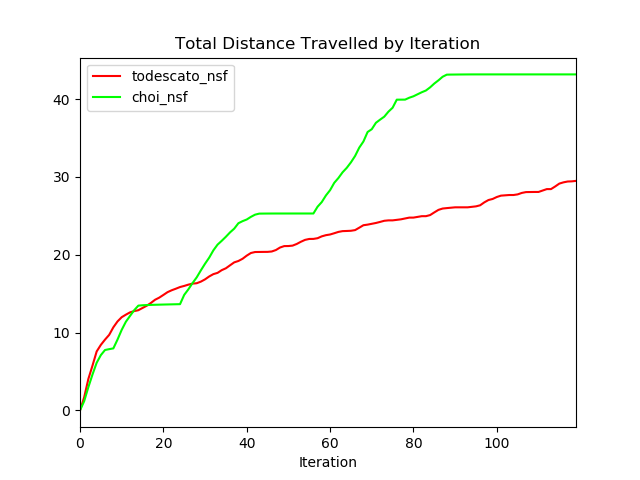 Total Distance Travelled by Iteration
todescato_nsf
choi_nsf
40
30
20
10
0
0 20 40 60 80 100
Iteration